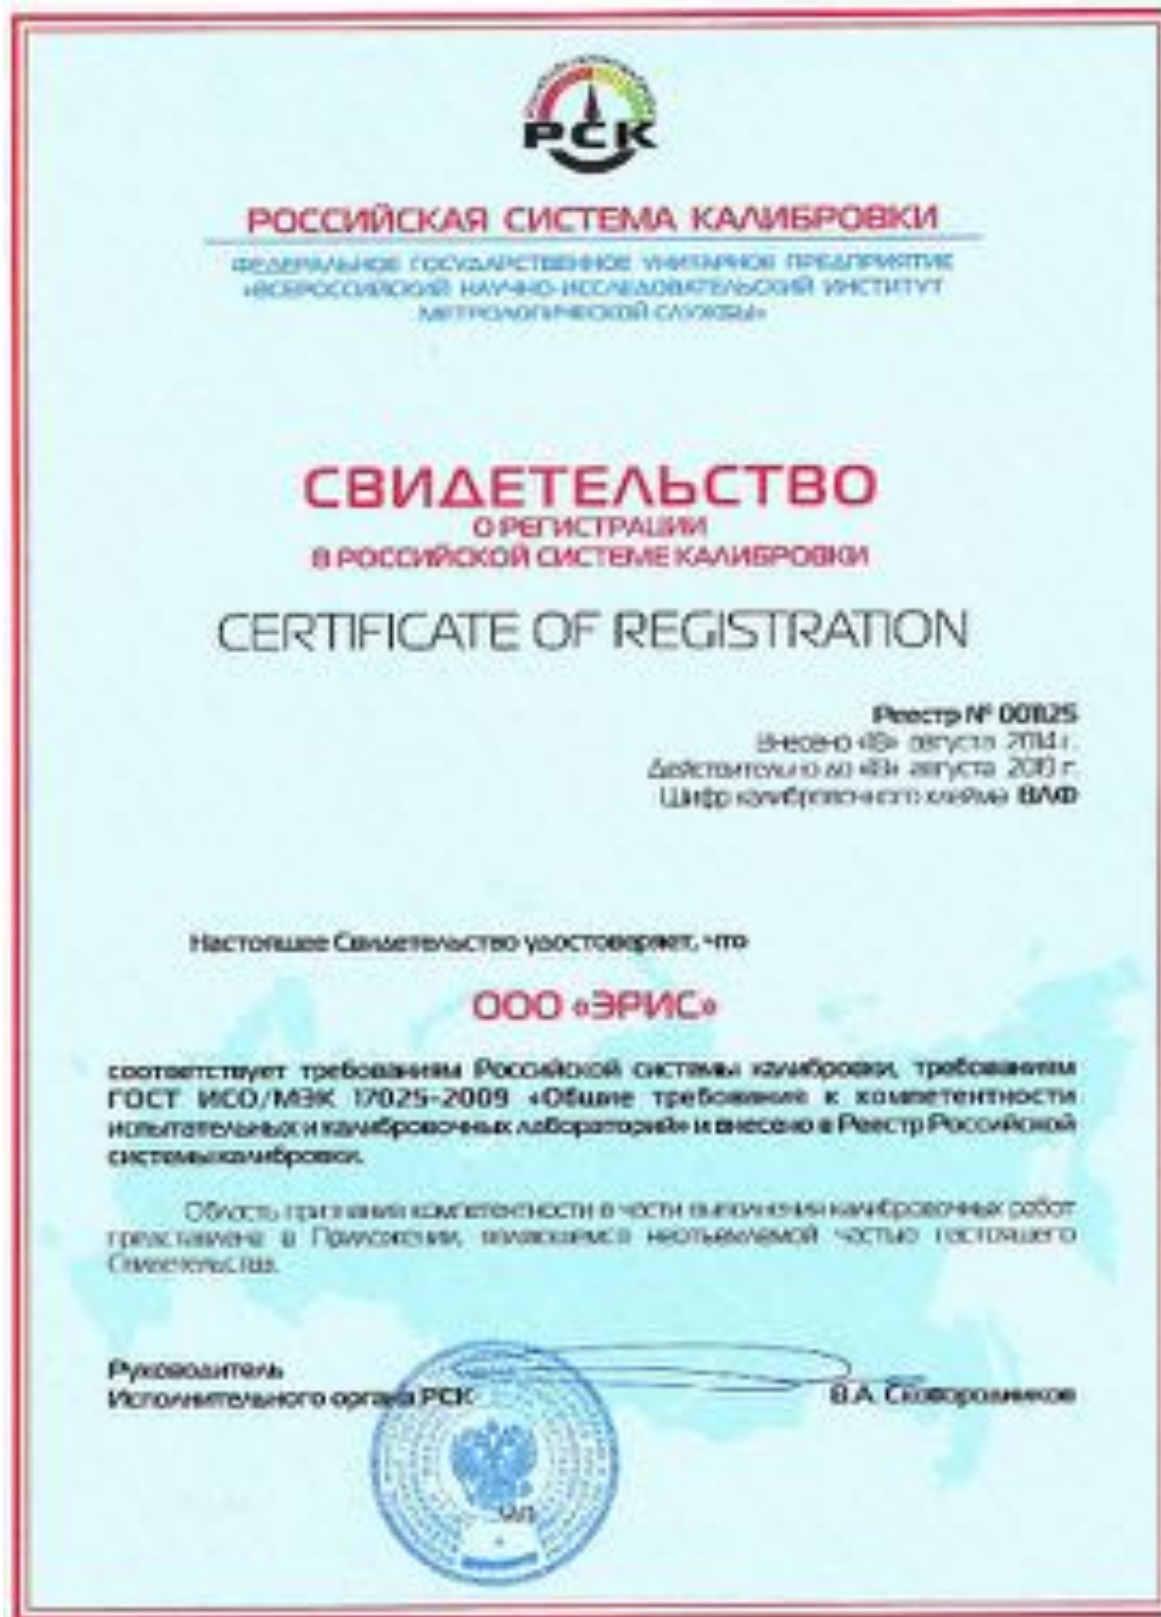 РСК
РОССИЙСКАЯ СИСТЕМА КАЛИБРОВКИ
ФЕДЕРАЛЬНОЕ ГОСУДАРСТВЕННОЕ УНИТАРНОЕ ПРЕДПРИЯТИЕ
«ВСЕРОССИЙСКИЙ НАУЧНО-ИССЛЕДОВАТЕЛЬСКИЙ ИНСТИТУТ
МЕТРОЛОГИЧЕСКОЙ СЛУЖБЫ»
СВИДЕТЕЛЬСТВО
О РЕГИСТРАЦИИ
В РОССИЙСКОЙ СИСТЕМЕ КАЛИБРОВКИ
CERTIFICATE OF REGISTRATION
Реестр №
Внесено августа 2014 г.
Действительно до августа г.
Шифр калибровочного клейма ВЛФ
Настоящее Свидетельство удостоверяет, что
ООО «ЭРИС»
соответствует требованиям Российской системы калибровки, требованиям
ГОСТ ИСО/МЭК 17025-2009 «Общие требования к компетентности
испытательных и калибровочных лабораторий» и внесено в Реестр Российской
системы калибровки.
Область признания компетентности в части выполнения калибровочных работ
представлена в Приложении, являющемся неотъемлемой частью настоящего
Свидетельства.
Руководитель
Исполнительного органа РСК
В.А. Сковородников